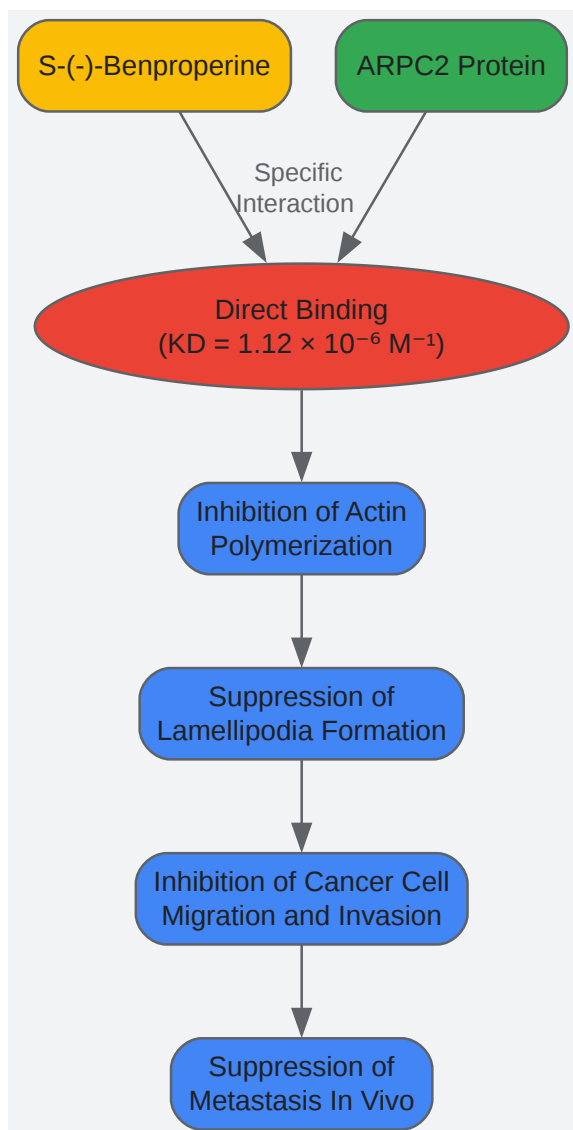 S-(-)-Benproperine
ARPC2 Protein
Specific
Interaction
Direct Binding
(KD = 1.12 × 10⁻⁶ M⁻¹)
Inhibition of Actin
Polymerization
Suppression of
Lamellipodia Formation
Inhibition of Cancer Cell
Migration and Invasion
Suppression of
Metastasis In Vivo